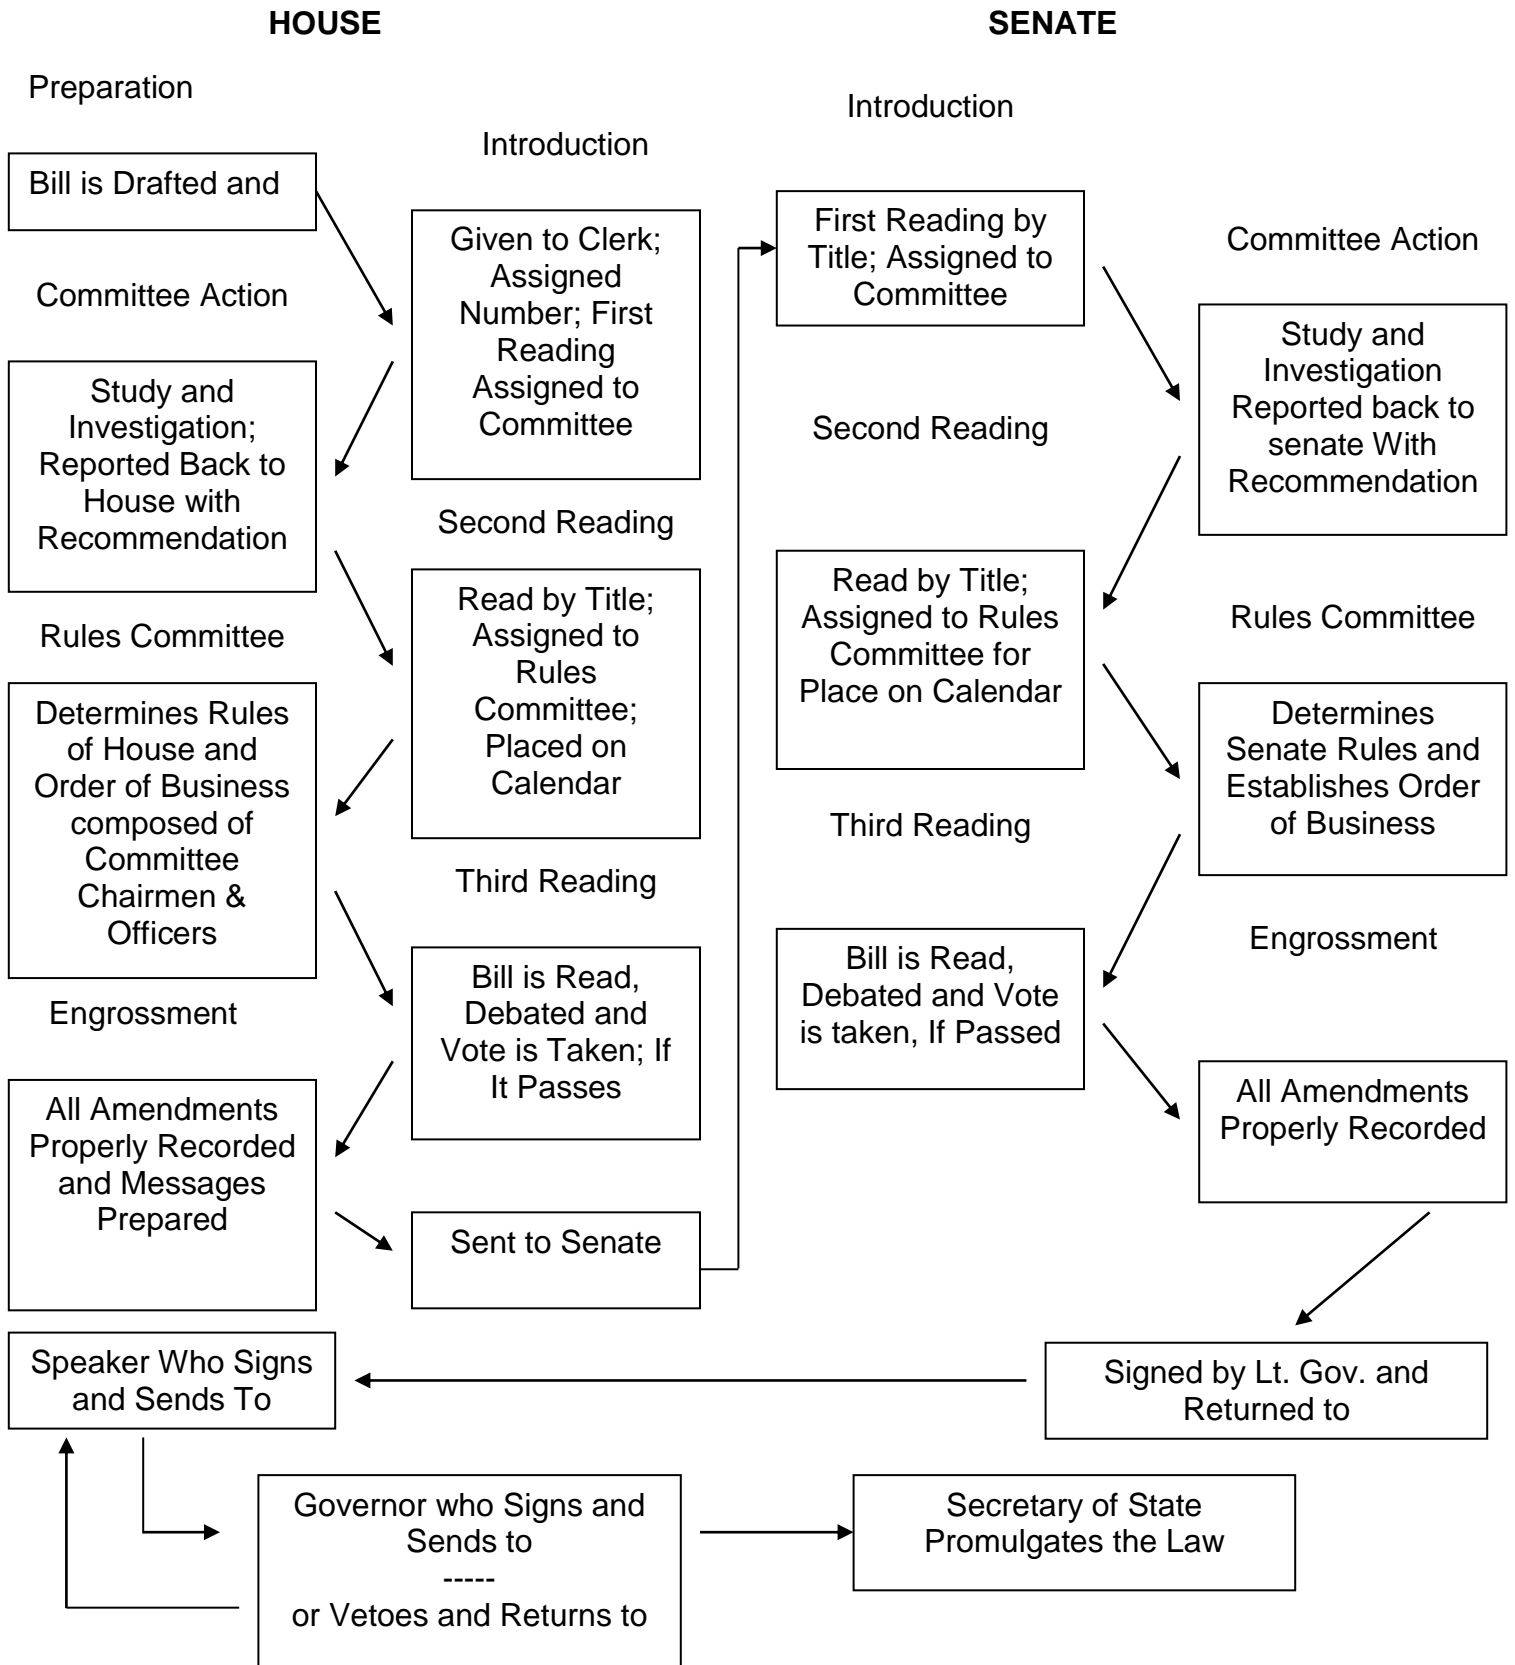 HOUSE
SENATE
Preparation
Bill is Drafted and
Introduction
Given to Clerk;
Assigned
Number; First
Reading
Assigned to
Committee
Committee Action
Study and
Investigation;
Reported Back to
House with
Recommendation
Second Reading
Read by Title;
Assigned to
Rules
Committee;
Placed on
Calendar
Rules Committee
Determines Rules
of House and
Order of Business
composed of
Committee
Chairmen &
Officers
Third Reading
Bill is Read,
Debated and
Vote is Taken; If
It Passes
Engrossment
All Amendments
Properly Recorded
and Messages
Prepared
Sent to Senate
Introduction
First Reading by
Title; Assigned to
Committee
Committee Action
Study and
Investigation
Reported back to
senate With
Recommendation
Second Reading
Read by Title;
Assigned to Rules
Committee for
Place on Calendar
Rules Committee
Determines
Senate Rules and
Establishes Order
of Business
Third Reading
Bill is Read,
Debated and Vote
is taken, If Passed
Engrossment
All Amendments
Properly Recorded
Signed by Lt. Gov. and
Returned to
Speaker Who Signs
and Sends To
Governor who Signs and
Sends to
-----
or Vetoes and Returns to
Secretary of State
Promulgates the Law